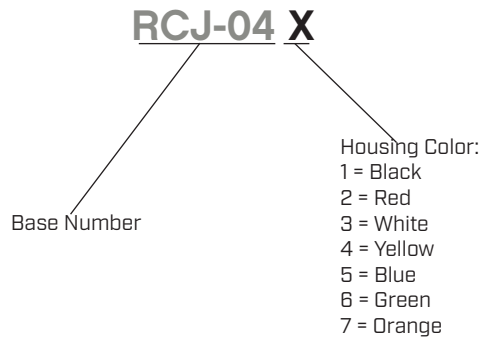 RCJ-04 X
Base Number
Housing Color:
1 = Black
2 = Red
3 = White
4 = Yellow
5 = Blue
6 = Green
7 = Orange